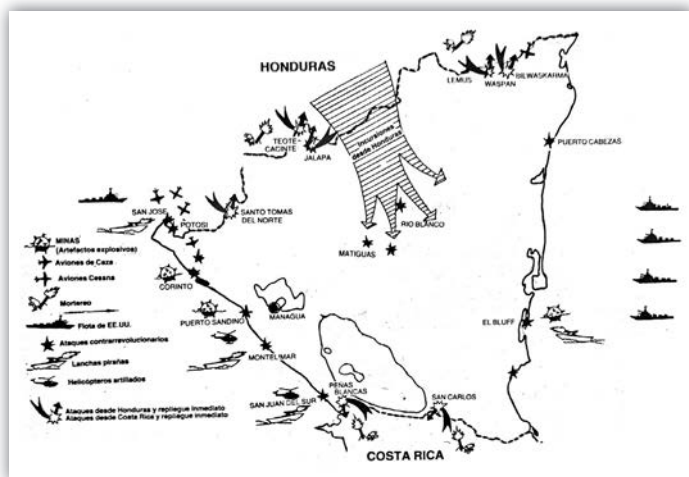 HONDURAS
LEMUS
WASPAN
BILWASKARMA
TEOTE-
CACINTE
JALAPA
Incursiones
desde Honduras
PUERTO CABEZAS
SAN JOSE
POTOSI
SANTO TOMAS
DEL NORTE
RIO BLANCO
MATIGUAS
MINAS
(Artefactos explosivos)
Aviones de Caza
Aviones Cessna
Mortereo
Flota de EE.UU.
Ataques contrarrevolucionarios
Lanchas pirañas
Helicópteros artillados
Ataques desde Honduras y repliegue inmediato
Ataques desde Costa Rica y repliegue inmediato
CORINTO
PUERTO SANDINO
MANAGUA
MONTELIMAR
EL BLUFF
PEÑAS
BLANCAS
SAN JUAN DEL SUR
SAN CARLOS
COSTA RICA